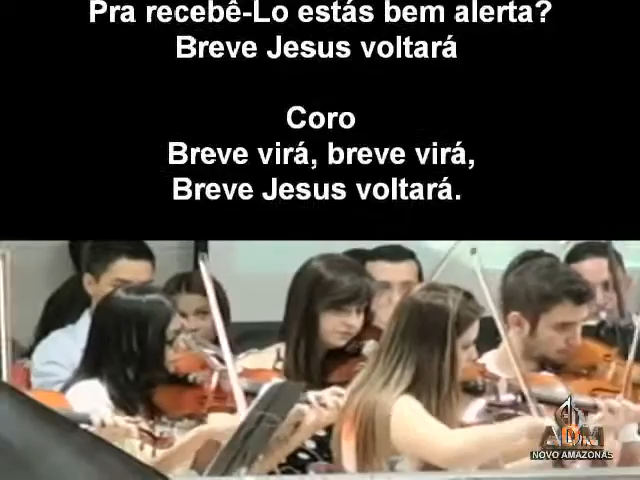 Pra recebê-Lo estás bem alerta?
Breve Jesus voltará
Coro
Breve virá, breve virá,
Breve Jesus voltará.
NOVO AMAZONAS